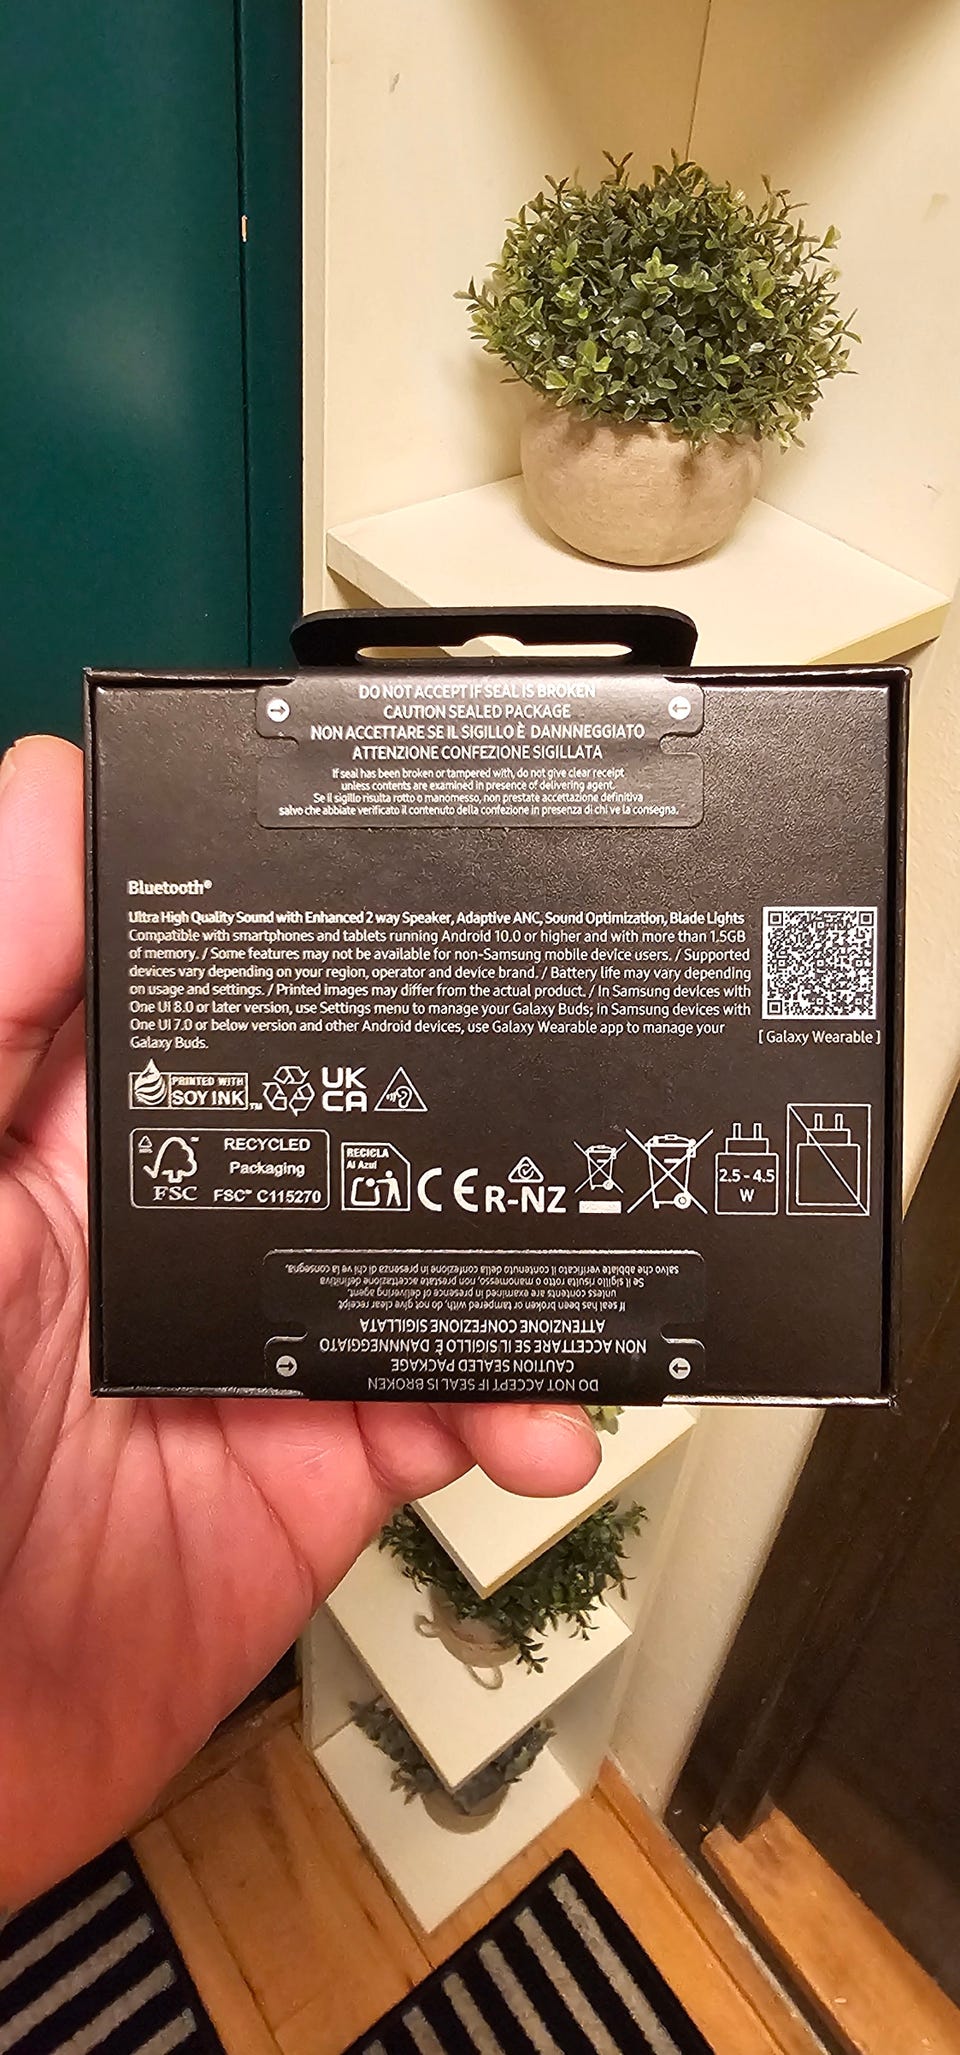 DO NOT ACCEPT IF SEAL IS BROKEN
CAUTION SEALED PACKAGE
NON ACCETTARE SE IL SIGILLO È DANNNEGGIATO
ATTENZIONE CONFEZIONE SIGILLATA
If seal has been broken or tampered with, do not give clear receipt
unless contents are examined in presence of delivering agent.
Se il sigillo risulta rotto o manomesso, non prestate accettazione definitiva
salvo che abbiate verificato il contenuto della confezione in presenza di chi ve la consegna.
Bluetooth®
Ultra High Quality Sound with Enhanced 2 way Speaker, Adaptive ANC, Sound Optimization, Blade Lights
Compatible with smartphones and tablets running Android 10.0 or higher and with more than 1.5GB
of memory. / Some features may not be available for non-Samsung mobile device users. / Supported
devices vary depending on your region, operator and device brand. / Battery life may vary depending
on usage and settings. / Printed images may differ from the actual product. / In Samsung devices with
One UI 8.0 or later version, use Settings menu to manage your Galaxy Buds; in Samsung devices with
One UI 7.0 or below version and other Android devices, use Galaxy Wearable app to manage your
Galaxy Buds.
[ Galaxy Wearable ]
PRINTED WITH
SOY INK™
UK
CA
FSC™
RECYCLED
Packaging
FSC® C115270
RECICLA
Al Azul
CE
R-NZ
2.5 - 4.5
W
DO NOT ACCEPT IF SEAL IS BROKEN
CAUTION SEALED PACKAGE
NON ACCETTARE SE IL SIGILLO È DANNNEGGIATO
ATTENZIONE CONFEZIONE SIGILLATA
If seal has been broken or tampered with, do not give clear receipt
unless contents are examined in presence of delivering agent.
Se il sigillo risulta rotto o manomesso, non prestate accettazione definitiva
salvo che abbiate verificato il contenuto della confezione in presenza di chi ve la consegna.